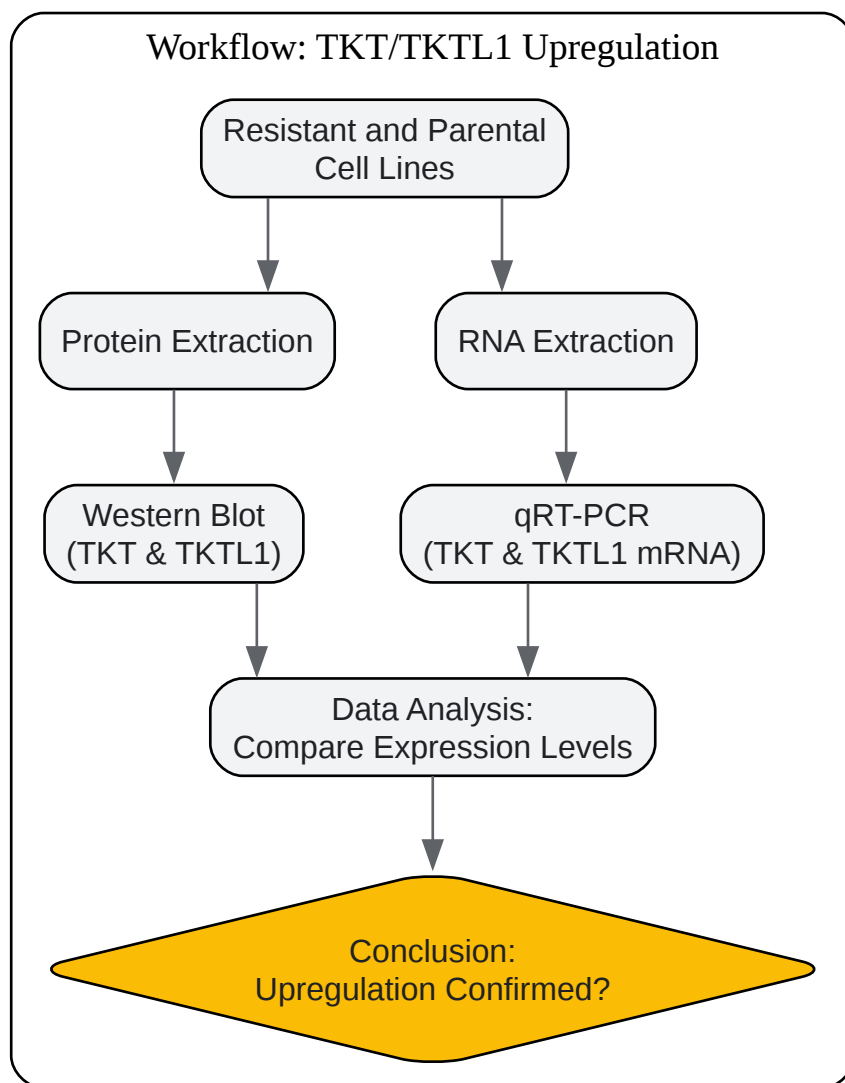 Workflow: TKT/TKTL1 Upregulation
Resistant and Parental
Cell Lines
Protein Extraction
RNA Extraction
Western Blot
(TKT & TKTL1)
qRT-PCR
(TKT & TKTL1 mRNA)
Data Analysis:
Compare Expression Levels
Conclusion:
Upregulation Confirmed?